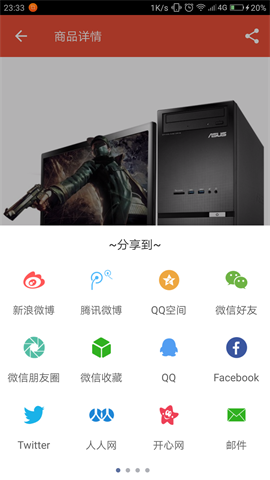 23:33 1K/s 4G 20%
商品详情
ASUS
~分享到~
新浪微博 腾讯微博 QQ空间 微信好友
微信朋友圈 微信收藏 QQ Facebook
Twitter 人人网 开心网 邮件